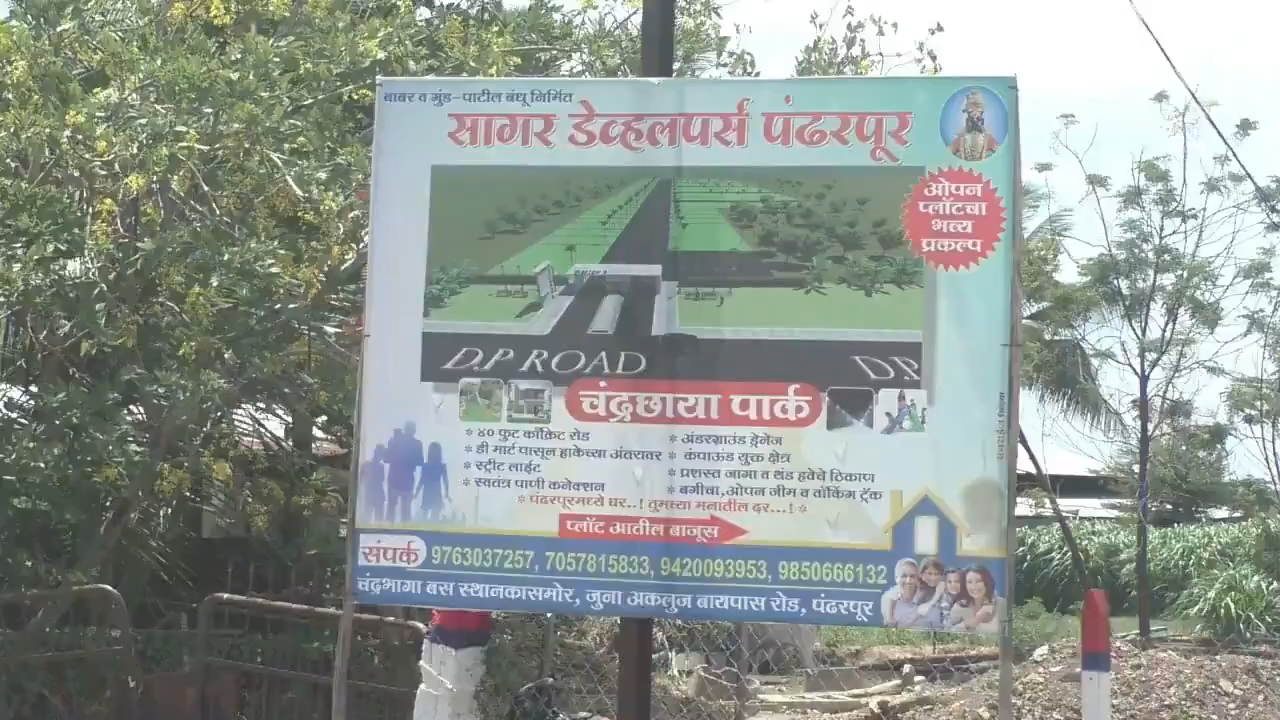 बाबर व गुंड-पाटील बंधू निर्मित
सागर डेव्हलपर्स पंढरपूर
ओपन
प्लॉटचा
भव्य
प्रकल्प
D.P ROAD
D.P
चंद्रछाया पार्क
* ४० फुट काँक्रिट रोड
* डी मार्ट पासून हाकेच्या अंतरावर
* स्ट्रीट लाईट
* स्वतंत्र पाणी कनेक्शन
* अंडरग्राउंड ड्रेनेज
* कंपाऊंड युक्त क्षेत्र
* प्रशस्त जागा व थंड हवेचे ठिकाण
* बगीचा,ओपन जीम व वॉकिंग ट्रॅक
* पंढरपूरमध्ये घर..! तुमच्या मनातील दर...! *
प्लॉट आतील बाजूस
संपर्क 9763037257, 7057815833, 9420093953, 9850666132
चंद्रभागा बस स्थानकासमोर, जुना अकलुज बायपास रोड, पंढरपूर